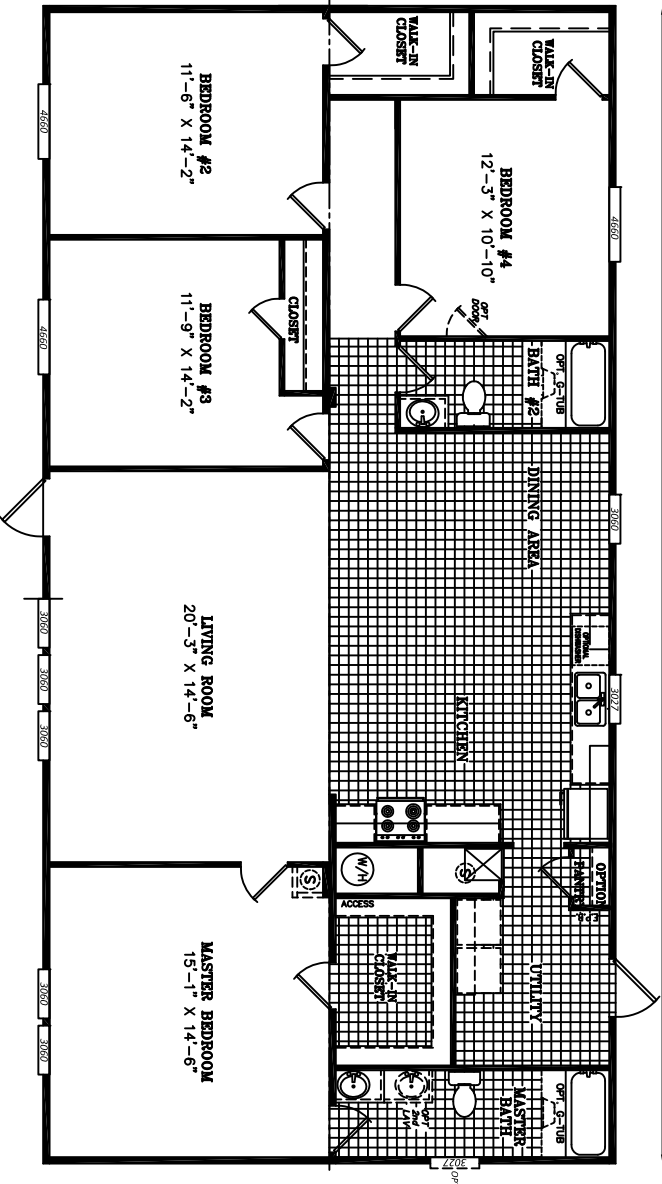 WALK-IN
CLOSET
WALK-IN
CLOSET
BEDROOM #2
11'-6" X 14'-2"
4660
BEDROOM #4
12'-3" X 10'-10"
4660
OPT
DOOR
BEDROOM #3
11'-9" X 14'-2"
4660
CLOSET
BATH #2
OPT. G-TUB
DINING AREA
3060
LIVING ROOM
20'-3" X 14'-6"
3060
3060
3060
KITCHEN
OPTIONAL
DISHWASHER
3027
W/H
S
S
OPTION
PANTRY
E.P.B.
ACCESS
WALK-IN
CLOSET
UTILITY
MASTER BEDROOM
15'-1" X 14'-6"
3060
3060
OPT
2nd
LAV
MASTER
BATH
OPT. G-TUB
3027
OP